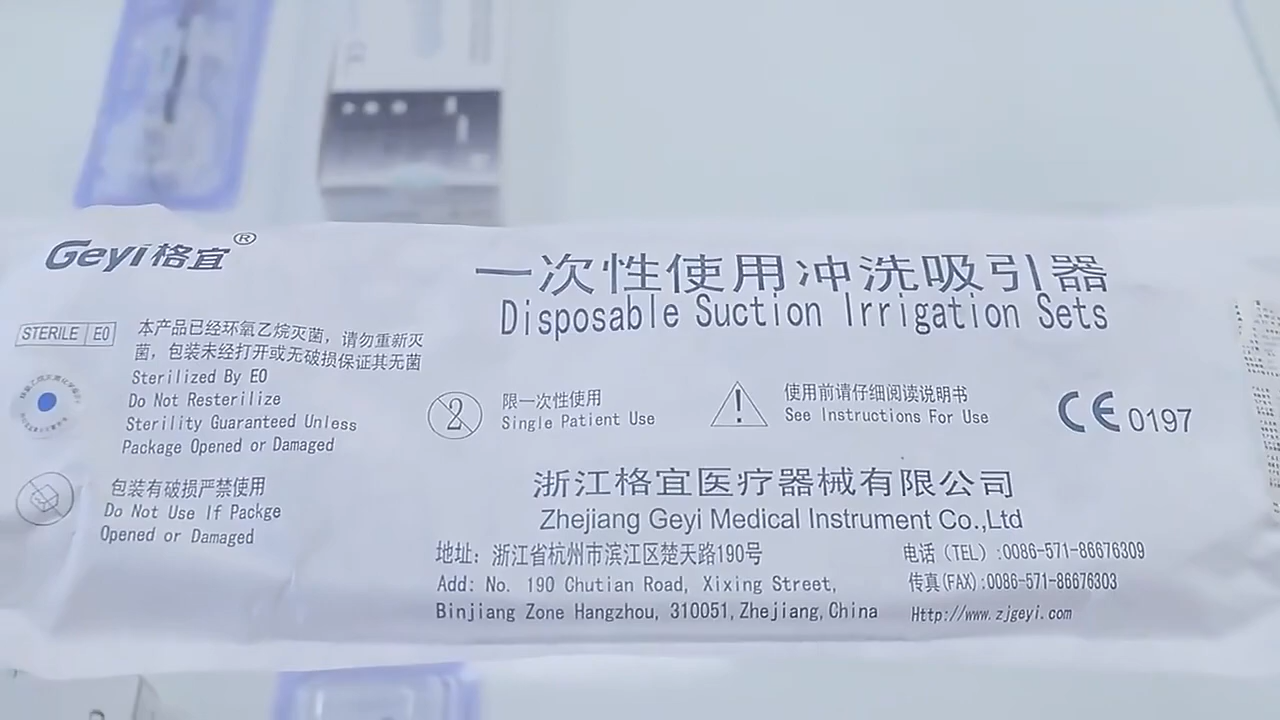 Geyi格宜®
一次性使用冲洗吸引器
Disposable Suction Irrigation Sets
STERILE EO
本产品已经环氧乙烷灭菌，请勿重新灭
菌，包装未经打开或无破损保证其无菌
Sterilized By EO
Do Not Resterilize
Sterility Guaranteed Unless
Package Opened or Damaged
包装有破损严禁使用
Do Not Use If Packge
Opened or Damaged
2
限一次性使用
Single Patient Use
使用前请仔细阅读说明书
See Instructions For Use
CE 0197
浙江格宜医疗器械有限公司
Zhejiang Geyi Medical Instrument Co.,Ltd
地址：浙江省杭州市滨江区楚天路190号
Add: No. 190 Chutian Road, Xixing Street,
Binjiang Zone Hangzhou, 310051, Zhejiang, China
电话（TEL）:0086-571-86676309
传真(FAX):0086-571-86676303
Http://www.zjgeyi.com